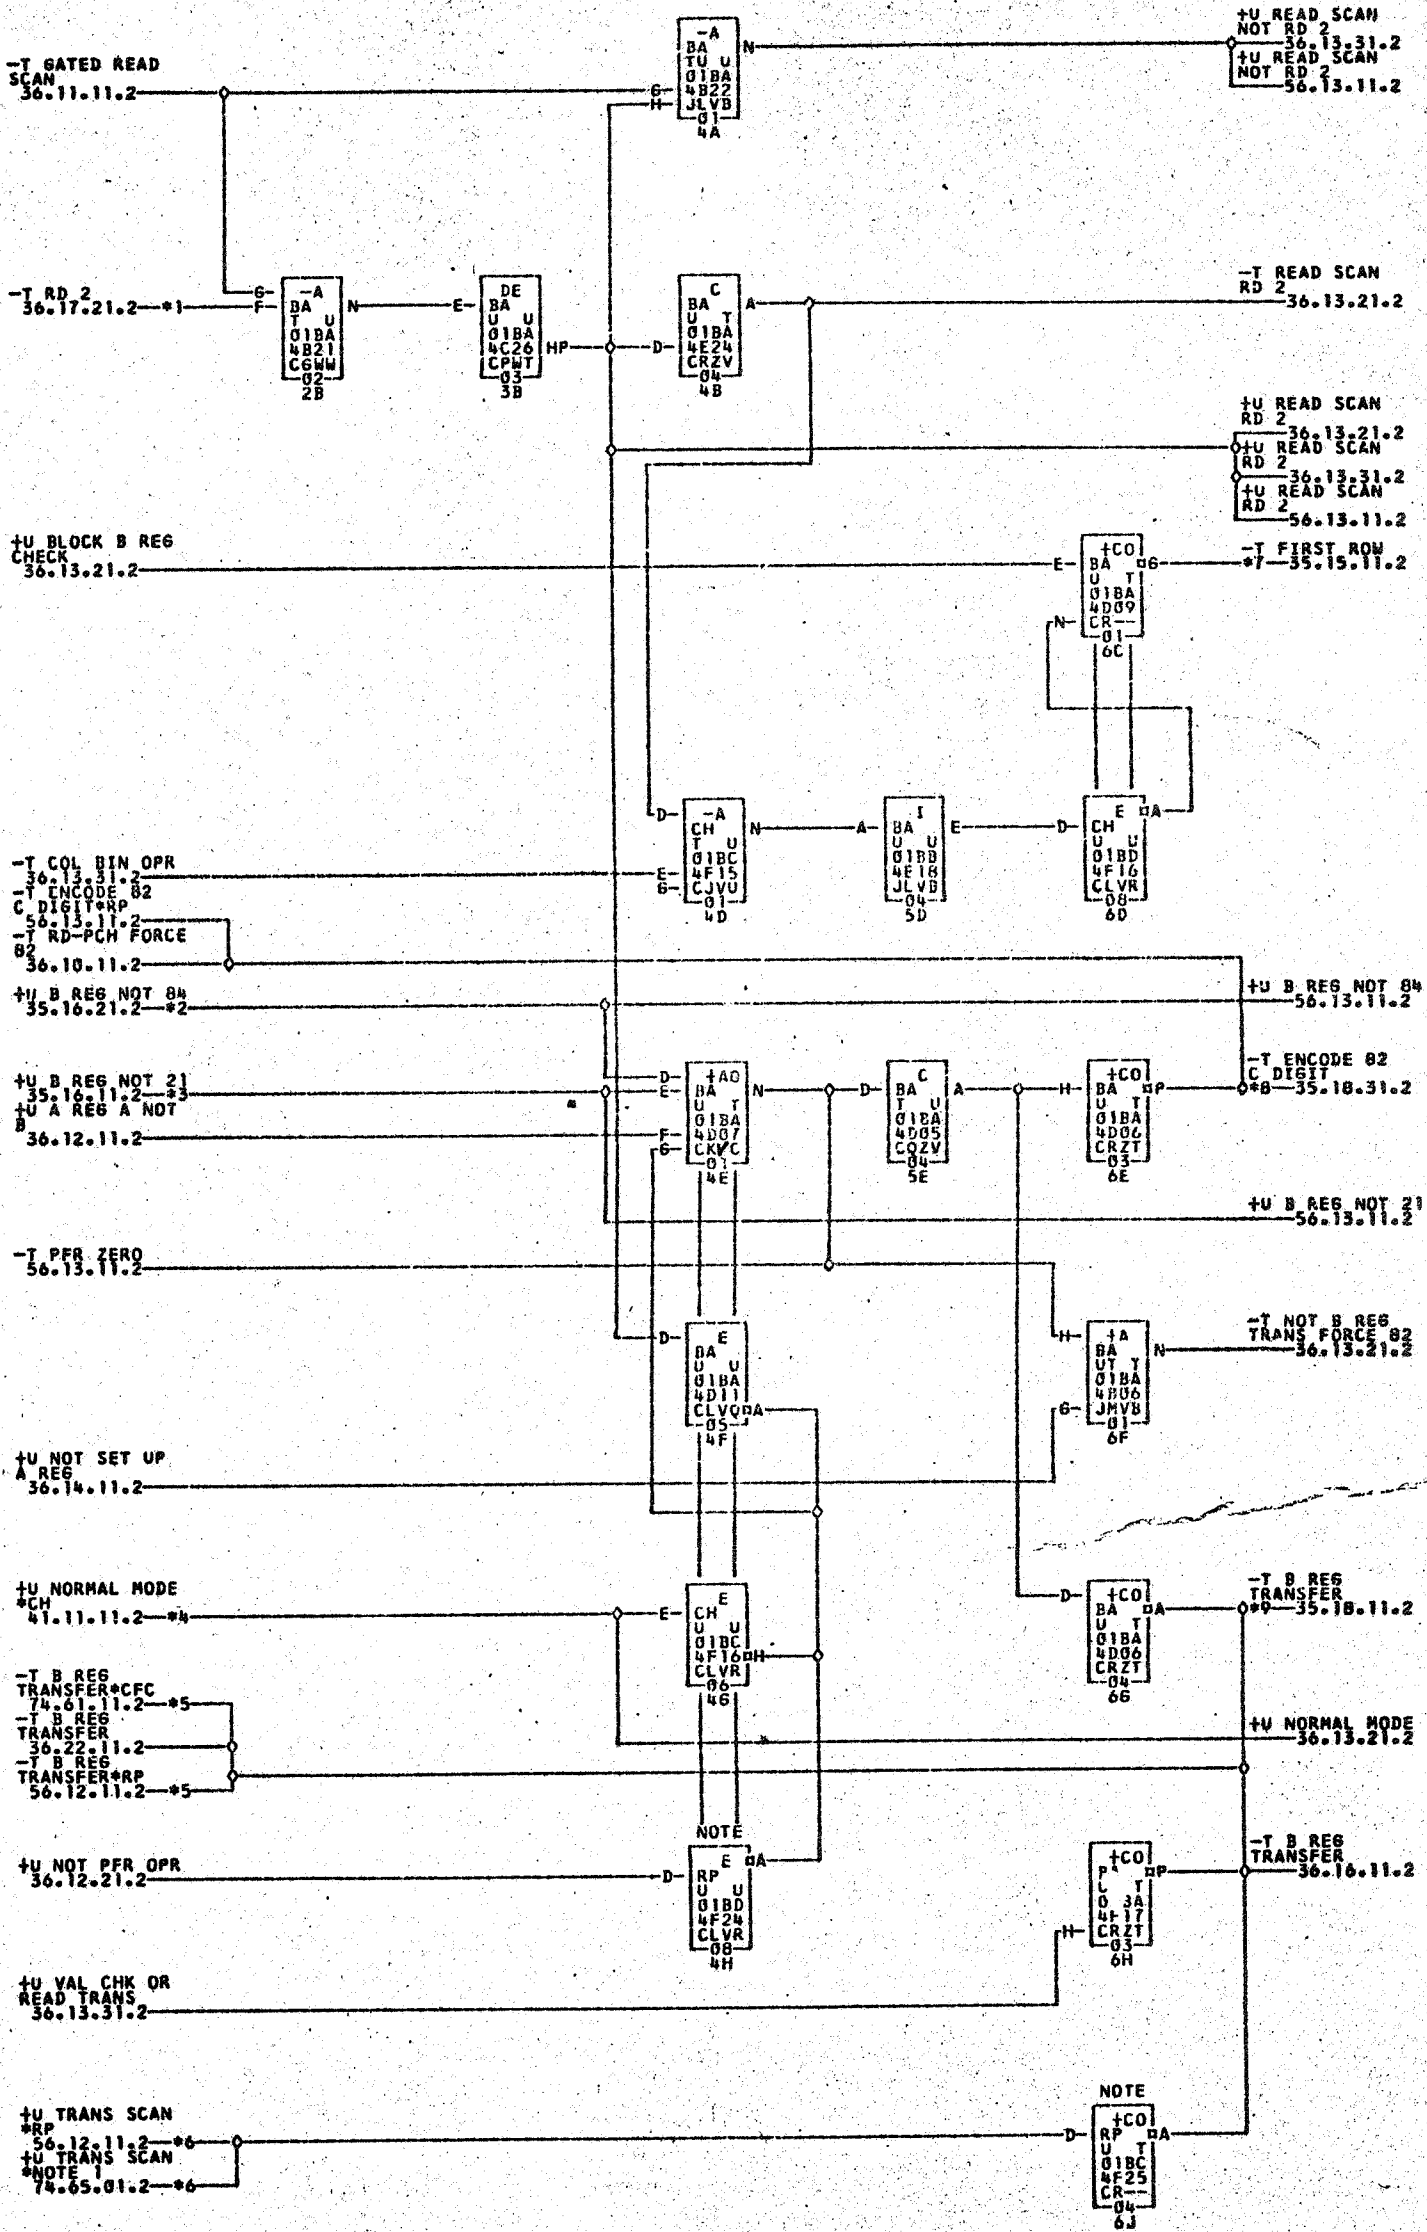 -T GATED READ
SCAN
36.11.11.2
-A
BA N
TU U
01BA
G 4B22
H JLVB
01
4A
+U READ SCAN
NOT RD 2
36.13.31.2
+U READ SCAN
NOT RD 2
56.13.11.2
-T RD 2
36.17.21.2 *1
G -A
F BA N
T U
01BA
4B21
CGWW
02
2B
DE
E BA
U U
01BA
4C26 HP
CPWT
03
3B
C
BA A
U T
01BA
D 4E24
CRZV
04
4B
-T READ SCAN
RD 2
36.13.21.2
+U READ SCAN
RD 2
36.13.21.2
+U READ SCAN
RD 2
36.13.31.2
+U READ SCAN
RD 2
56.13.11.2
+U BLOCK B REG
CHECK
36.13.21.2
+CO
E BA G
U T
01BA
4D09
N CR--
01
6C
-T FIRST ROW
*7 35.15.11.2
D -A
CH N
T U
01BC
E 4F15
G CJVU
01
4D
I
A BA E
U U
01BB
4E18
JLVB
04
5D
E A
D CH
U U
01BD
4F16
CLVR
08
6D
-T COL BIN OPR
36.13.31.2
-T ENCODE 82
C DIGIT*RP
56.13.11.2
-T RD-PCH FORCE
82
36.10.11.2
+U B REG NOT 84
35.16.21.2 *2
+U B REG NOT 84
56.13.11.2
+U B REG NOT 21
35.16.11.2 *3
+U A REG A NOT
B
36.12.11.2
D +AO
E BA N
U T
01BA
F 4D07
G CKVC
01
4E
C
D BA A
T U
01BA
4D05
CQZV
04
5E
+CO
H BA P
U T
01BA
4D06
CRZT
03
6E
-T ENCODE 82
C DIGIT
*8 35.18.31.2
+U B REG NOT 21
56.13.11.2
-T PFR ZERO
56.13.11.2
D E
BA
U U
01BA
4D11
CLVQ A
05
4F
H +A
BA N
UT T
01BA
4B06
G JMVB
01
6F
-T NOT B REG
TRANS FORCE 82
36.13.21.2
+U NOT SET UP
A REG
36.14.11.2
+U NORMAL MODE
*CH
41.11.11.2 *4
E
E CH
U U
01BC
4F16 H
CLVR
06
4G
D +CO
BA A
U T
01BA
4D06
CRZT
04
6G
-T B REG
TRANSFER
*9 35.18.11.2
-T B REG
TRANSFER*CFC
74.61.11.2 *5
-T B REG
TRANSFER
36.22.11.2
-T B REG
TRANSFER*RP
56.12.11.2 *5
+U NORMAL MODE
36.13.21.2
+U NOT PFR OPR
36.12.21.2
NOTE
E A
D RP
U U
01BD
4F24
CLVR
08
4H
+CO
P
T
4F17
H CRZT
03
6H
-T B REG
TRANSFER
36.16.11.2
+U VAL CHK OR
READ TRANS
36.13.31.2
+U TRANS SCAN
*RP
56.12.11.2 *6
+U TRANS SCAN
*NOTE 1
74.65.01.2 *6
NOTE
+CO
D RP A
U T
01BC
4F25
CR--
04
6J